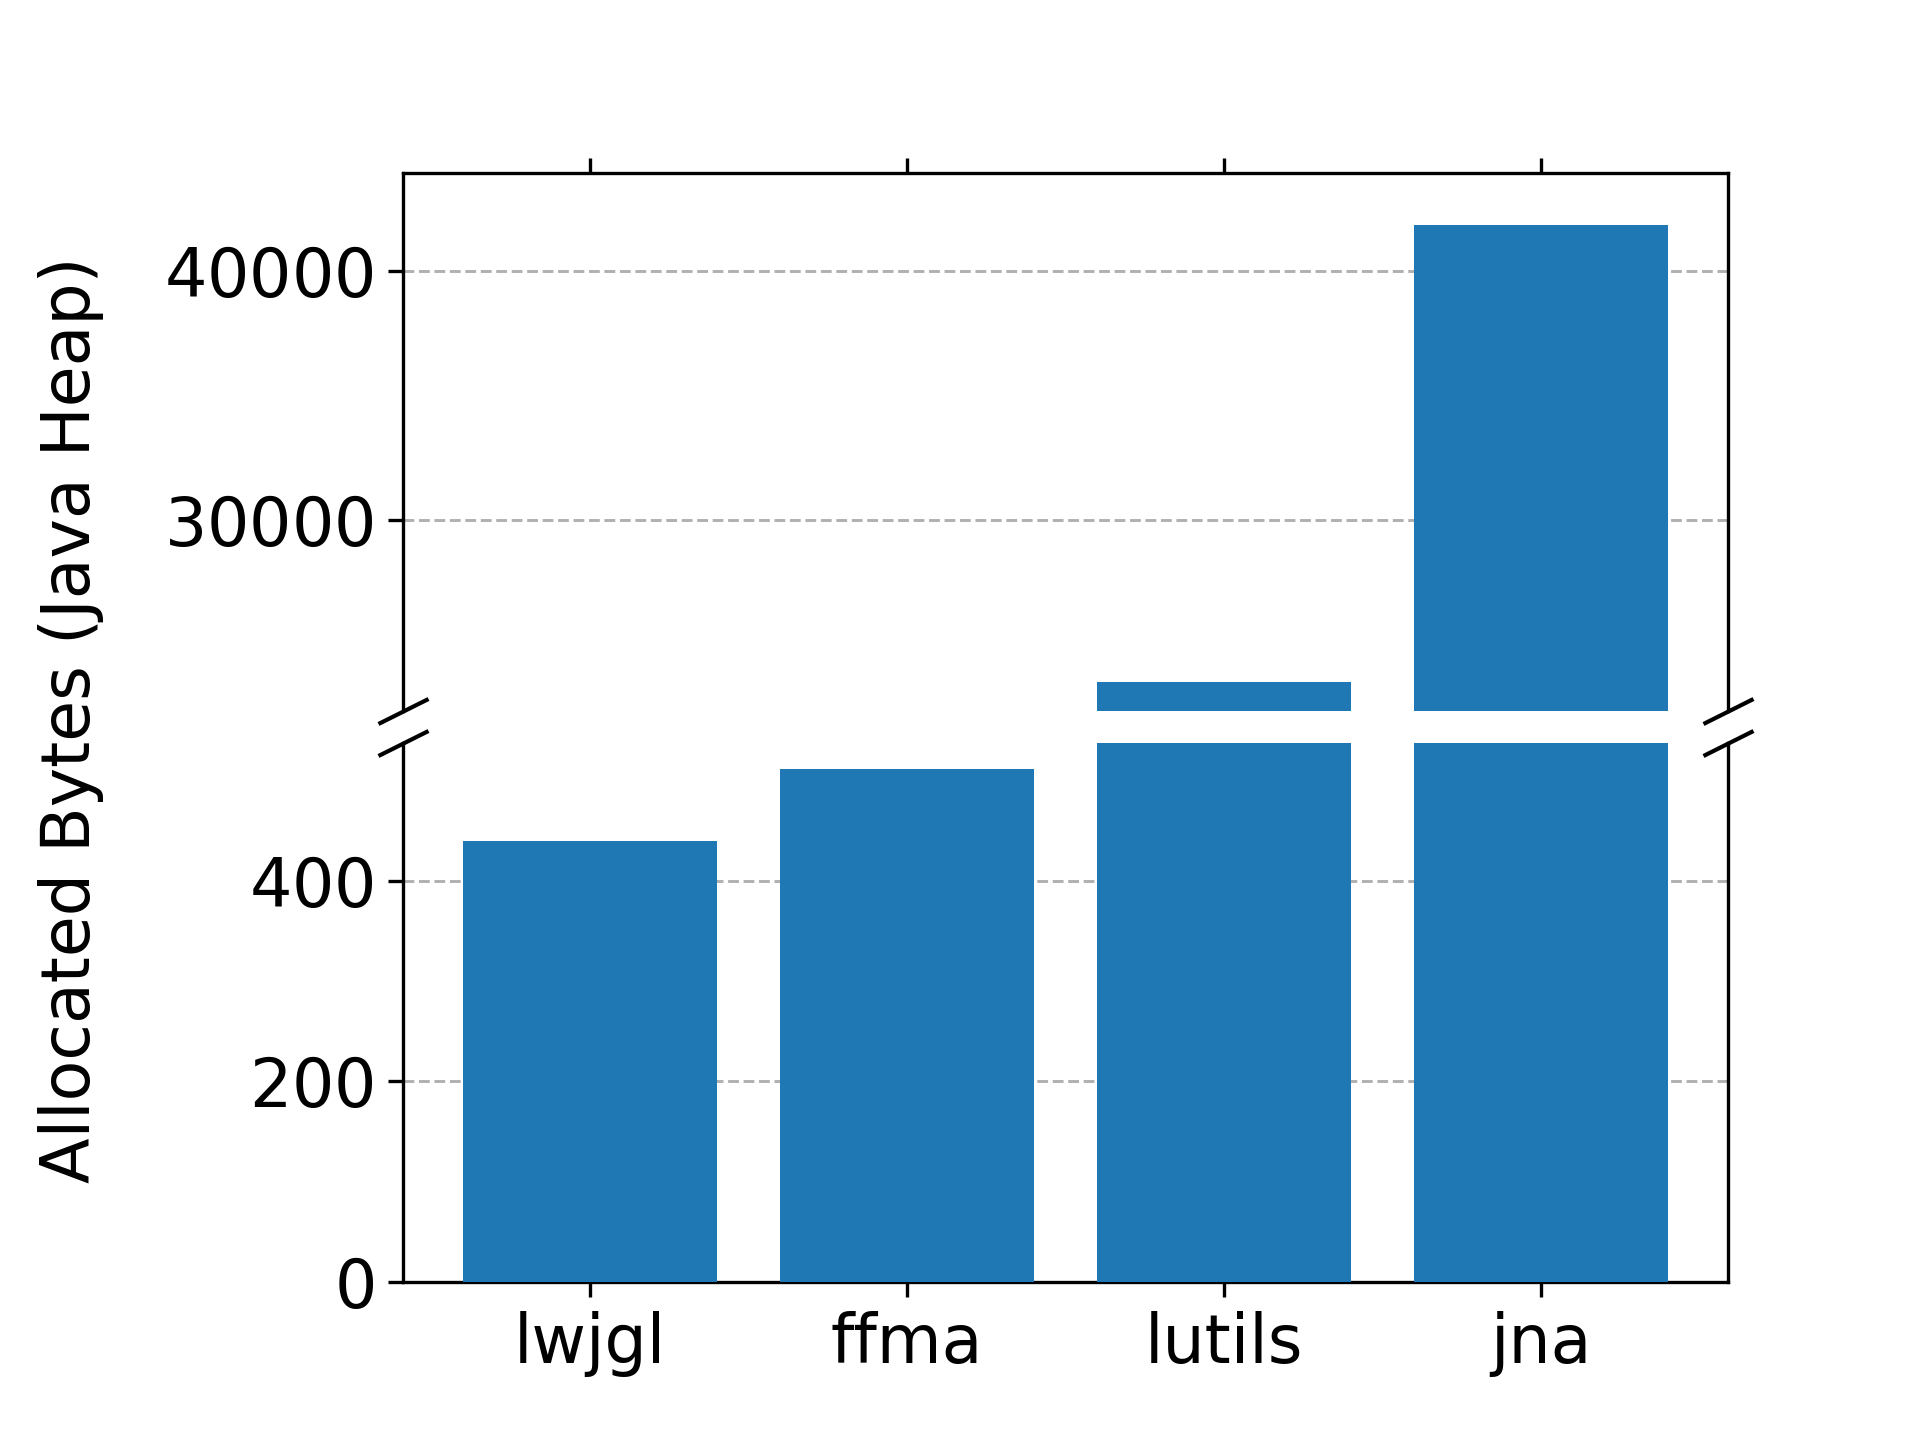 Allocated Bytes (Java Heap)
40000
30000
400
200
0
lwjgl ffma lutils jna